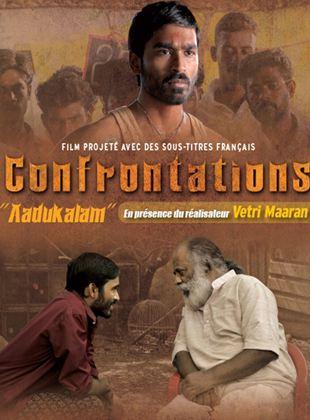 FILM PROJETÉ AVEC DES SOUS-TITRES FRANÇAIS
Confrontations
"Aadukalam" En présence du réalisateur Vetri Maaran